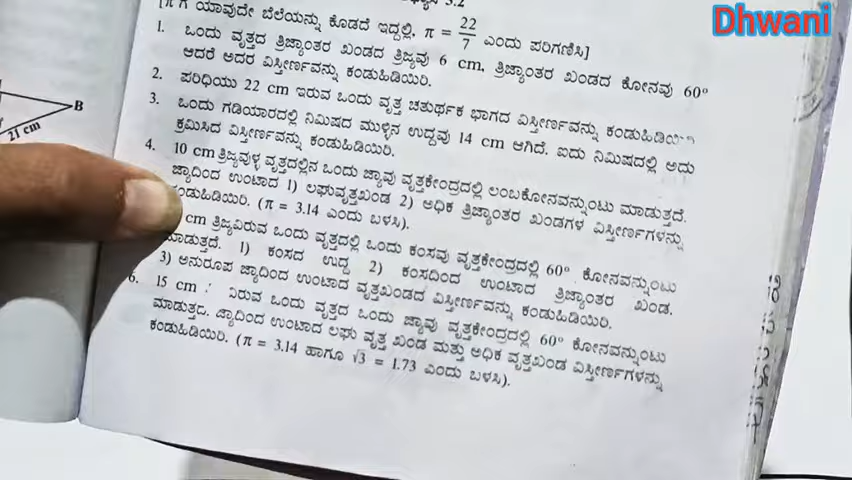 Dhwani
3.2
[π ಗೆ ಯಾವುದೇ ಬೆಲೆಯನ್ನು ಕೊಡದೆ ಇದ್ದಲ್ಲಿ, π = 22/7 ಎಂದು ಪರಿಗಣಿಸಿ]
1. ಒಂದು ವೃತ್ತದ ತ್ರಿಜ್ಯಾಂತರ ಖಂಡದ ತ್ರಿಜ್ಯವು 6 cm, ತ್ರಿಜ್ಯಾಂತರ ಖಂಡದ ಕೋನವು 60°
ಆದರೆ ಅದರ ವಿಸ್ತೀರ್ಣವನ್ನು ಕಂಡುಹಿಡಿಯಿರಿ.
2. ಪರಿಧಿಯು 22 cm ಇರುವ ಒಂದು ವೃತ್ತ ಚತುರ್ಥಕ ಭಾಗದ ವಿಸ್ತೀರ್ಣವನ್ನು ಕಂಡುಹಿಡಿಯಿರಿ
3. ಒಂದು ಗಡಿಯಾರದಲ್ಲಿ ನಿಮಿಷದ ಮುಳ್ಳಿನ ಉದ್ದವು 14 cm ಆಗಿದೆ. ಐದು ನಿಮಿಷದಲ್ಲಿ ಅದು
ಕ್ರಮಿಸಿದ ವಿಸ್ತೀರ್ಣವನ್ನು ಕಂಡುಹಿಡಿಯಿರಿ.
4. 10 cm ತ್ರಿಜ್ಯವುಳ್ಳ ವೃತ್ತದಲ್ಲಿನ ಒಂದು ಜ್ಯಾವು ವೃತ್ತಕೇಂದ್ರದಲ್ಲಿ ಲಂಬಕೋನವನ್ನುಂಟು ಮಾಡುತ್ತದೆ.
ಜ್ಯಾದಿಂದ ಉಂಟಾದ 1) ಲಘುವೃತ್ತಖಂಡ 2) ಅಧಿಕ ತ್ರಿಜ್ಯಾಂತರ ಖಂಡಗಳ ವಿಸ್ತೀರ್ಣಗಳನ್ನು
ಕಂಡುಹಿಡಿಯಿರಿ. (π = 3.14 ಎಂದು ಬಳಸಿ).
cm ತ್ರಿಜ್ಯವಿರುವ ಒಂದು ವೃತ್ತದಲ್ಲಿ ಒಂದು ಕಂಸವು ವೃತ್ತಕೇಂದ್ರದಲ್ಲಿ 60° ಕೋನವನ್ನುಂಟು
ಮಾಡುತ್ತದೆ. 1) ಕಂಸದ ಉದ್ದ 2) ಕಂಸದಿಂದ ಉಂಟಾದ ತ್ರಿಜ್ಯಾಂತರ ಖಂಡ.
3) ಅನುರೂಪ ಜ್ಯಾದಿಂದ ಉಂಟಾದ ವೃತ್ತಖಂಡದ ವಿಸ್ತೀರ್ಣವನ್ನು ಕಂಡುಹಿಡಿಯಿರಿ.
6. 15 cm ವಿರುವ ಒಂದು ವೃತ್ತದ ಒಂದು ಜ್ಯಾವು ವೃತ್ತಕೇಂದ್ರದಲ್ಲಿ 60° ಕೋನವನ್ನುಂಟು
ಮಾಡುತ್ತದೆ. ಜ್ಯಾದಿಂದ ಉಂಟಾದ ಲಘು ವೃತ್ತ ಖಂಡ ಮತ್ತು ಅಧಿಕ ವೃತ್ತಖಂಡ ವಿಸ್ತೀರ್ಣಗಳನ್ನು
ಕಂಡುಹಿಡಿಯಿರಿ. (π = 3.14 ಹಾಗೂ √3 = 1.73 ಎಂದು ಬಳಸಿ).
B
21 cm